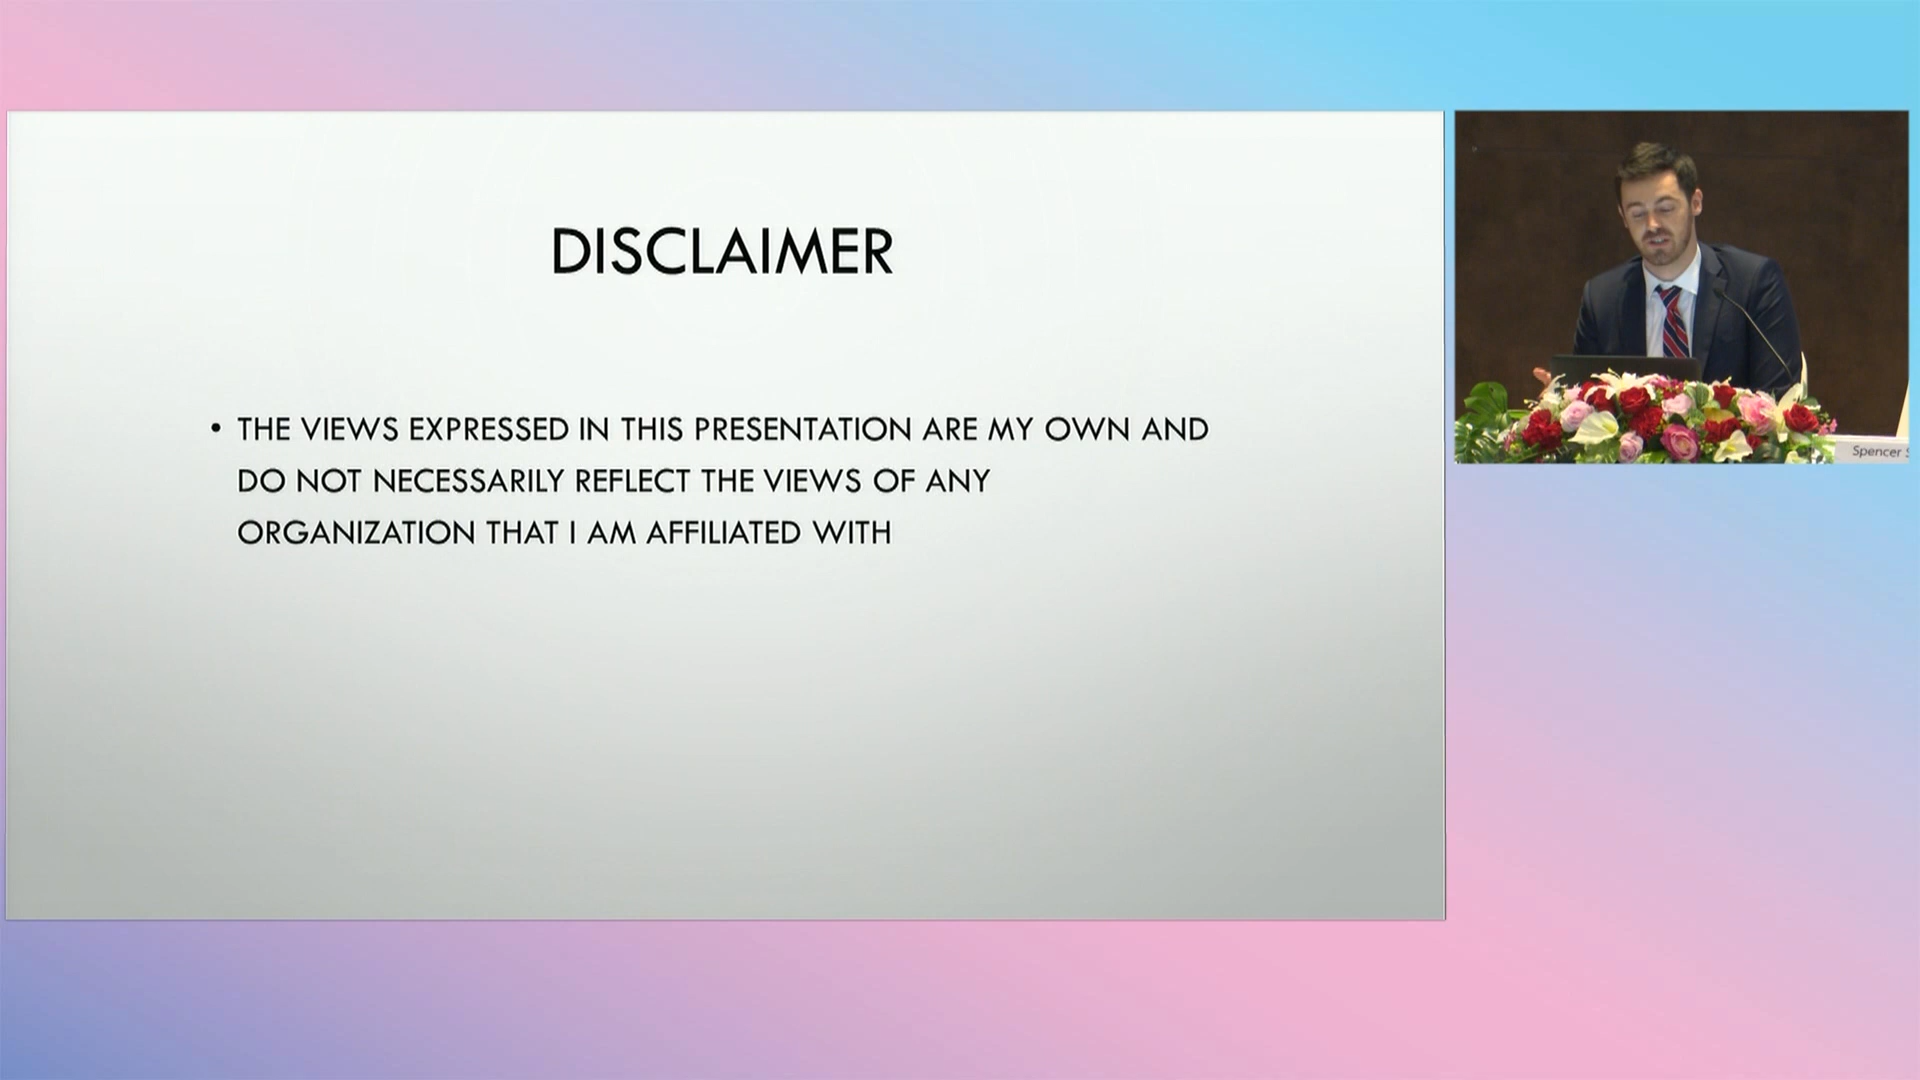 DISCLAIMER
• THE VIEWS EXPRESSED IN THIS PRESENTATION ARE MY OWN AND
DO NOT NECESSARILY REFLECT THE VIEWS OF ANY
ORGANIZATION THAT I AM AFFILIATED WITH
Spencer